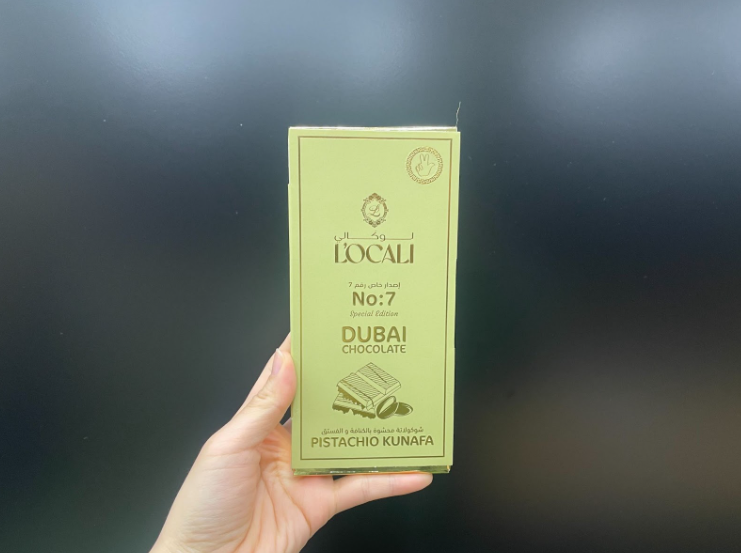 لوكالي
L'OCALI
إصدار خاص رقم 7
No:7
Special Edition
DUBAI
CHOCOLATE
شوكولاتة محشوة بالكنافة و الفستق
PISTACHIO KUNAFA